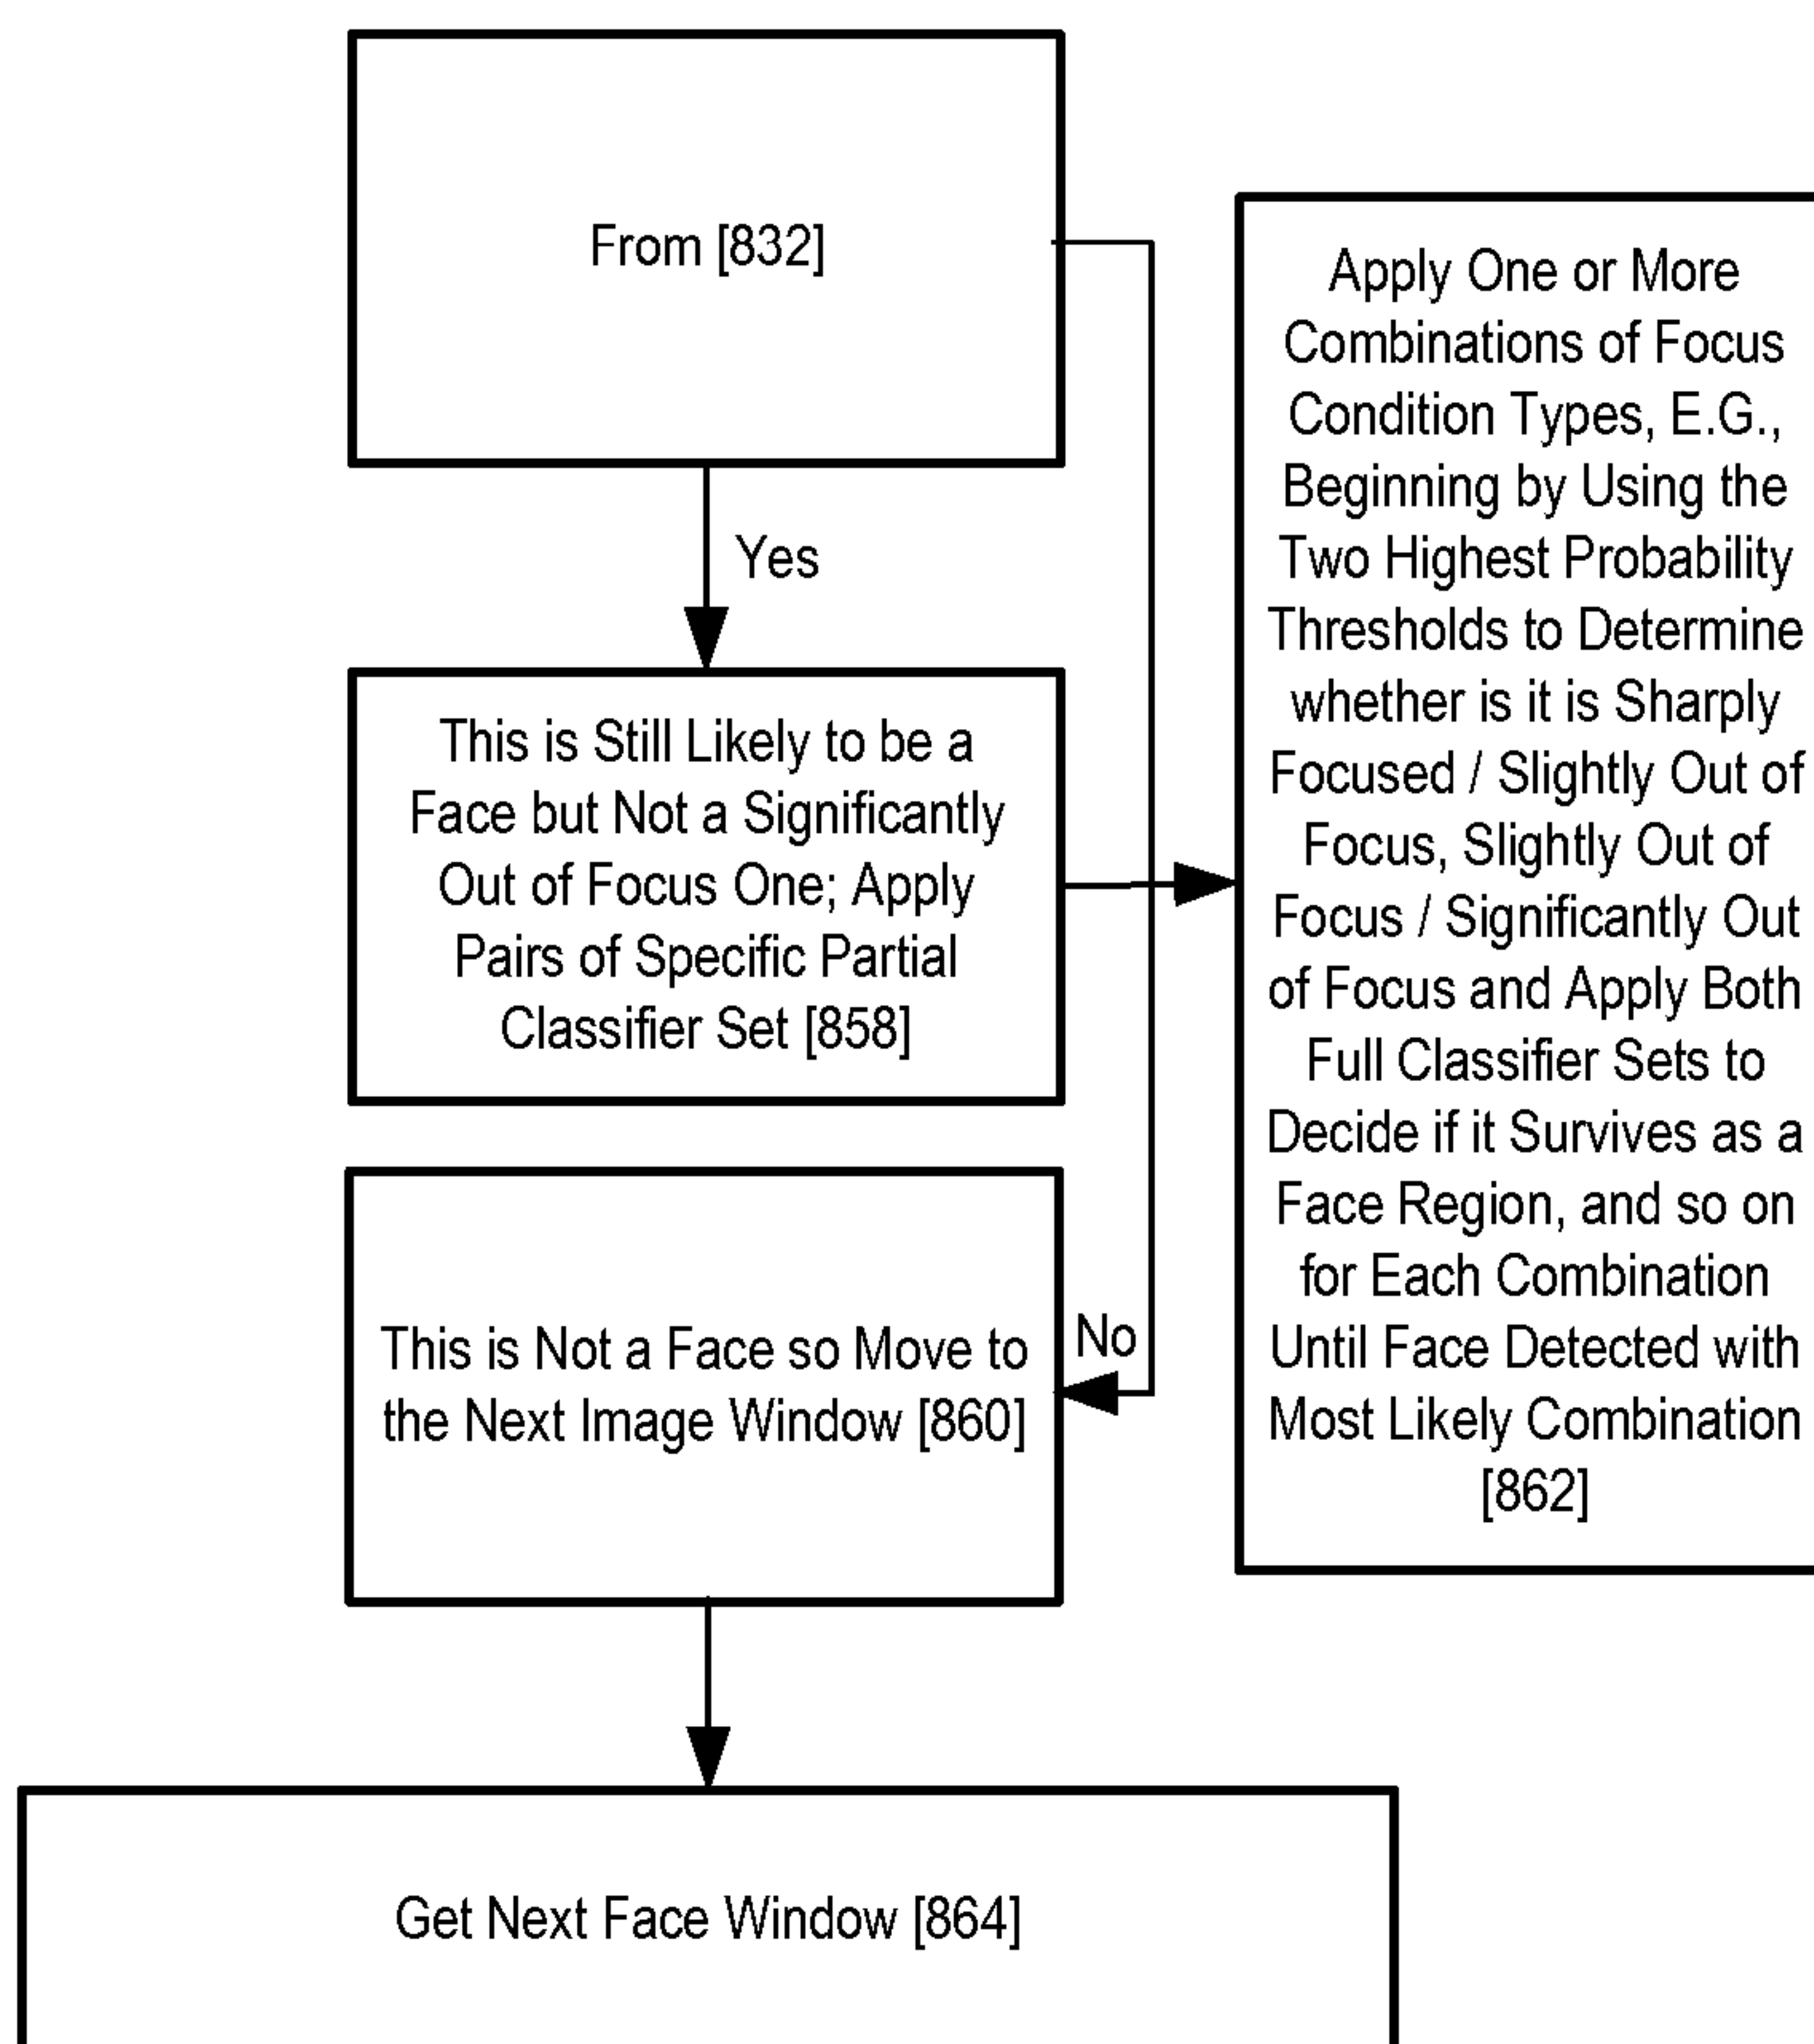 From [832]
Yes
This is Still Likely to be a
Face but Not a Significantly
Out of Focus One; Apply
Pairs of Specific Partial
Classifier Set [858]
This is Not a Face so Move to
the Next Image Window [860]
No
Apply One or More
Combinations of Focus
Condition Types, E.G.,
Beginning by Using the
Two Highest Probability
Thresholds to Determine
whether is it is Sharply
Focused / Slightly Out of
Focus, Slightly Out of
Focus / Significantly Out
of Focus and Apply Both
Full Classifier Sets to
Decide if it Survives as a
Face Region, and so on
for Each Combination
Until Face Detected with
Most Likely Combination
[862]
Get Next Face Window [864]